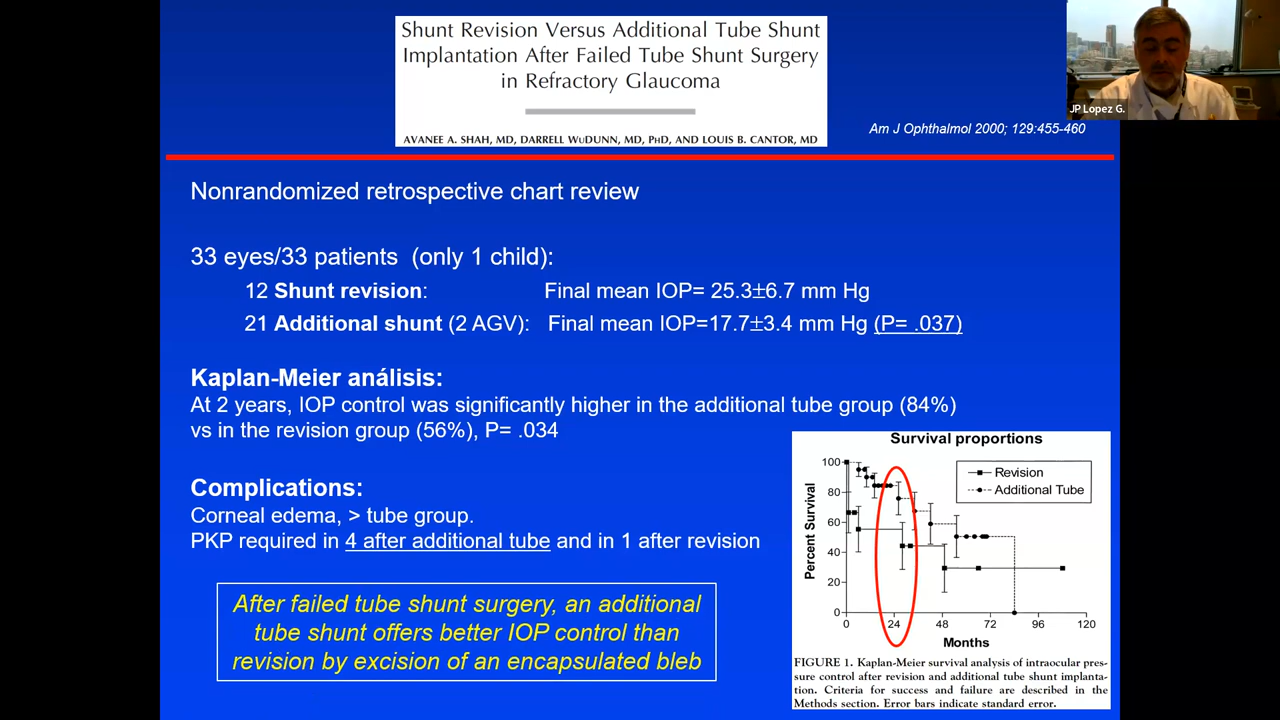 Shunt Revision Versus Additional Tube Shunt
Implantation After Failed Tube Shunt Surgery
in Refractory Glaucoma
AVANEE A. SHAH, MD, DARRELL WUDUNN, MD, PHD, AND LOUIS B. CANTOR, MD
Am J Ophthalmol 2000; 129:455-460
JP Lopez G.
Nonrandomized retrospective chart review
33 eyes/33 patients (only 1 child):
12 Shunt revision: Final mean IOP= 25.3±6.7 mm Hg
21 Additional shunt (2 AGV): Final mean IOP=17.7±3.4 mm Hg (P= .037)
Kaplan-Meier análisis:
At 2 years, IOP control was significantly higher in the additional tube group (84%)
vs in the revision group (56%), P= .034
Complications:
Corneal edema, > tube group.
PKP required in 4 after additional tube and in 1 after revision
After failed tube shunt surgery, an additional
tube shunt offers better IOP control than
revision by excision of an encapsulated bleb
Survival proportions
Revision
Additional Tube
Percent Survival
100
80
60
40
20
0
0 24 48 72 96 120
Months
FIGURE 1. Kaplan-Meier survival analysis of intraocular pres-
sure control after revision and additional tube shunt implanta-
tion. Criteria for success and failure are described in the
Methods section. Error bars indicate standard error.